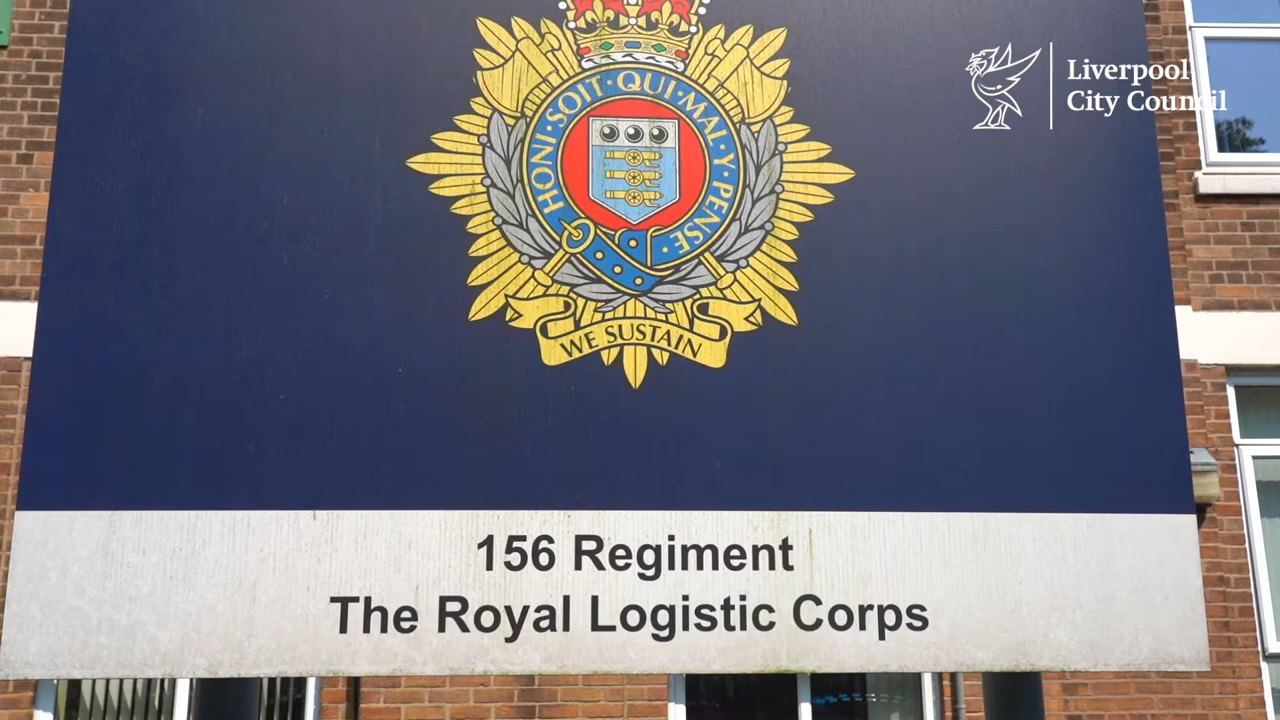 HONI·SOIT·QUI·MAL·Y·PENSE·
WE SUSTAIN
Liverpool
City Council
156 Regiment
The Royal Logistic Corps